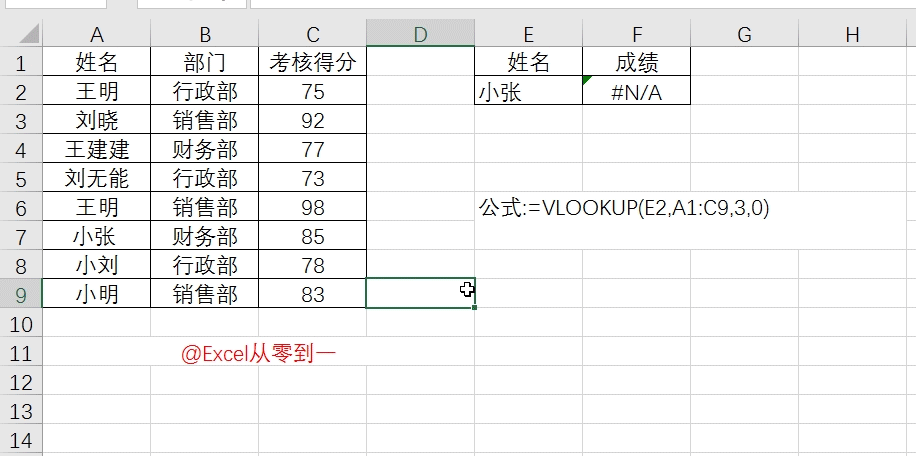 A B C D E F G H
1 姓名 部门 考核得分 姓名 成绩
2 王明 行政部 75 小张 #N/A
3 刘晓 销售部 92
4 王建建 财务部 77
5 刘无能 行政部 73
6 王明 销售部 98 公式:=VLOOKUP(E2,A1:C9,3,0)
7 小张 财务部 85
8 小刘 行政部 78
9 小明 销售部 83
10
11 @Excel从零到一
12
13
14